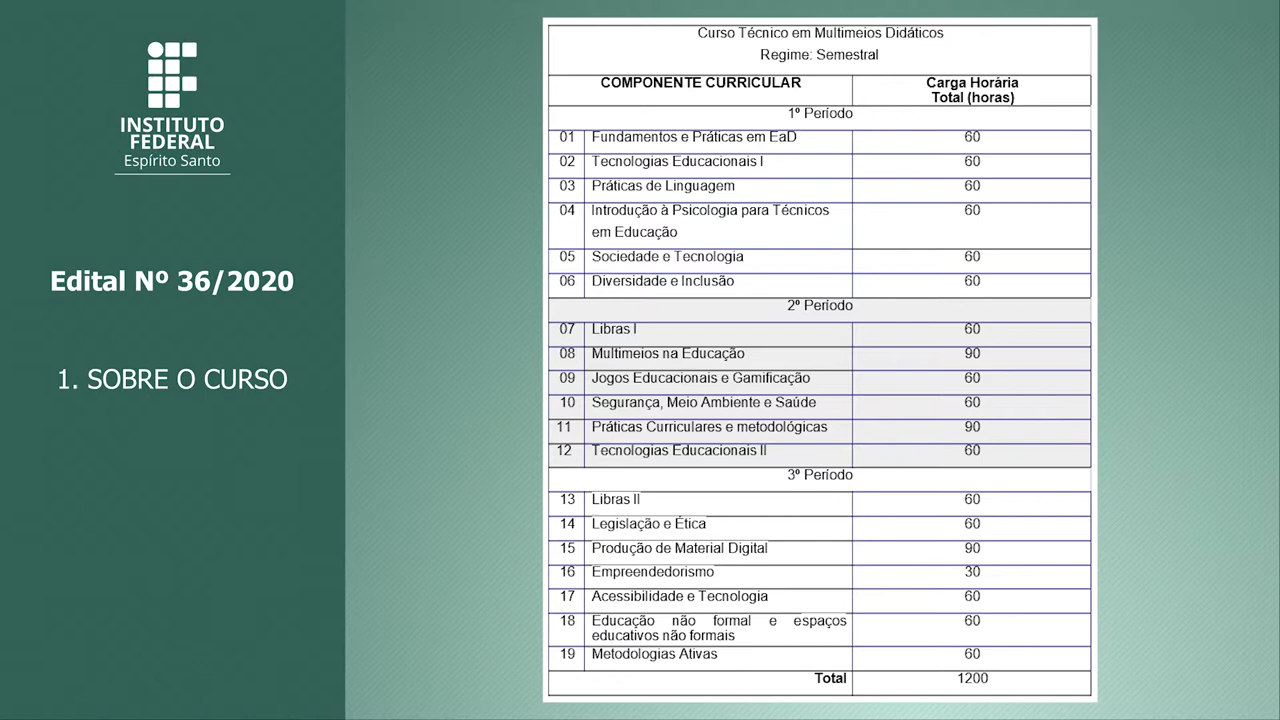 INSTITUTO
FEDERAL
Espírito Santo
Edital Nº 36/2020
1. SOBRE O CURSO
Curso Técnico em Multimeios Didáticos
Regime: Semestral
COMPONENTE CURRICULAR Carga Horária
Total (horas)
1º Período
01 Fundamentos e Práticas em EaD 60
02 Tecnologias Educacionais I 60
03 Práticas de Linguagem 60
04 Introdução à Psicologia para Técnicos 60
em Educação
05 Sociedade e Tecnologia 60
06 Diversidade e Inclusão 60
2º Período
07 Libras I 60
08 Multimeios na Educação 90
09 Jogos Educacionais e Gamificação 60
10 Segurança, Meio Ambiente e Saúde 60
11 Práticas Curriculares e metodológicas 90
12 Tecnologias Educacionais II 60
3º Período
13 Libras II 60
14 Legislação e Ética 60
15 Produção de Material Digital 90
16 Empreendedorismo 30
17 Acessibilidade e Tecnologia 60
18 Educação não formal e espaços 60
educativos não formais
19 Metodologias Ativas 60
Total 1200